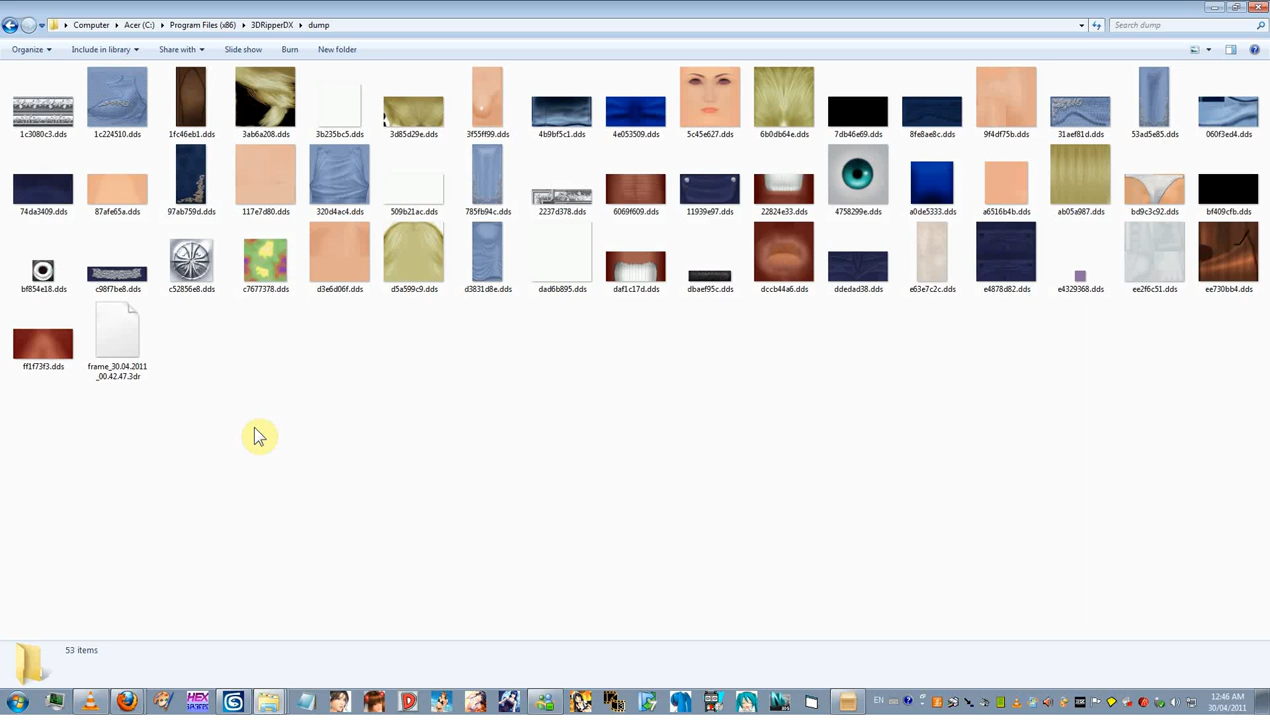 Computer Acer (C:) Program Files (x86) 3DRipperDX dump Search dump
Organize Include in library Share with Slide show Burn New folder
1c3080c3.dds 1c224510.dds 1fc46eb1.dds 3ab6a208.dds 3b235bc5.dds 3d85d29e.dds 3f55ff99.dds 4b9bf5c1.dds 4e053509.dds 5c45e627.dds 6b0db64e.dds 7db46e69.dds 8fe8ae8c.dds 9f4df75b.dds 31aef81d.dds 53ad5e85.dds 060f3ed4.dds
74da3409.dds 87afe65a.dds 97ab759d.dds 117e7d80.dds 320d4ac4.dds 509b21ac.dds 785fb94c.dds 2237d378.dds 6069f609.dds 11939e97.dds 22824e33.dds 4758299e.dds a0de5333.dds a6516b4b.dds ab05a987.dds bd9c3c92.dds bf409cfb.dds
bf854e18.dds c98f7be8.dds c52856e8.dds c7677378.dds d3e6d06f.dds d5a599c9.dds d3831d8e.dds dad6b895.dds daf1c17d.dds dbaef95c.dds dccb44a6.dds ddedad38.dds e63e7c2c.dds e4878d82.dds e4329368.dds ee2f6c51.dds ee730bb4.dds
ff1f73f3.dds frame_30.04.2011
_00.42.47.3dr
53 items
EN 12:46 AM
30/04/2011